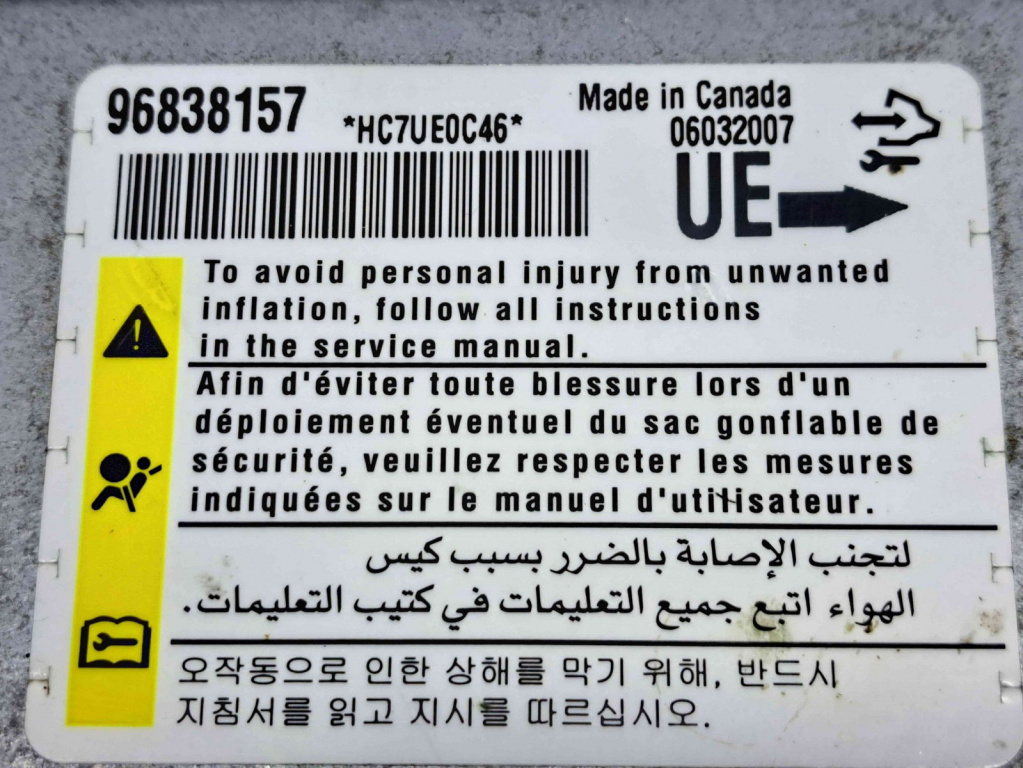 96838157
*HC7UE0C46*
Made in Canada
06032007
UE
To avoid personal injury from unwanted
inflation, follow all instructions
in the service manual.
Afin d'éviter toute blessure lors d'un
déploiement éventuel du sac gonflable de
sécurité, veuillez respecter les mesures
indiquées sur le manuel d'utilisateur.
لتجنب الإصابة بالضرر بسبب كيس
الهواء اتبع جميع التعليمات في كتيب التعليمات.
오작동으로 인한 상해를 막기 위해, 반드시
지침서를 읽고 지시를 따르십시오.